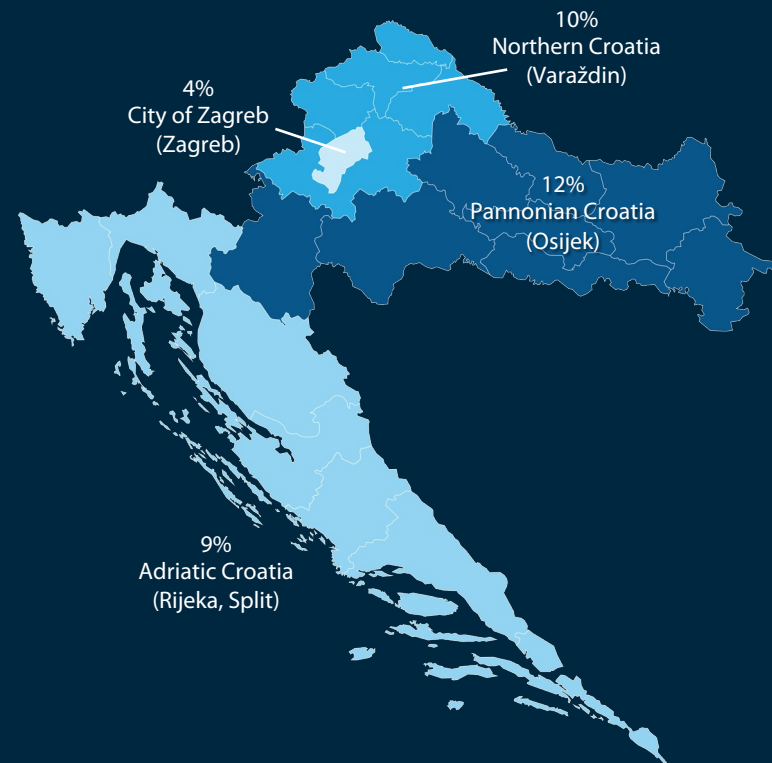 10%
Northern Croatia
(Varaždin)
4%
City of Zagreb
(Zagreb)
12%
Pannonian Croatia
(Osijek)
9%
Adriatic Croatia
(Rijeka, Split)